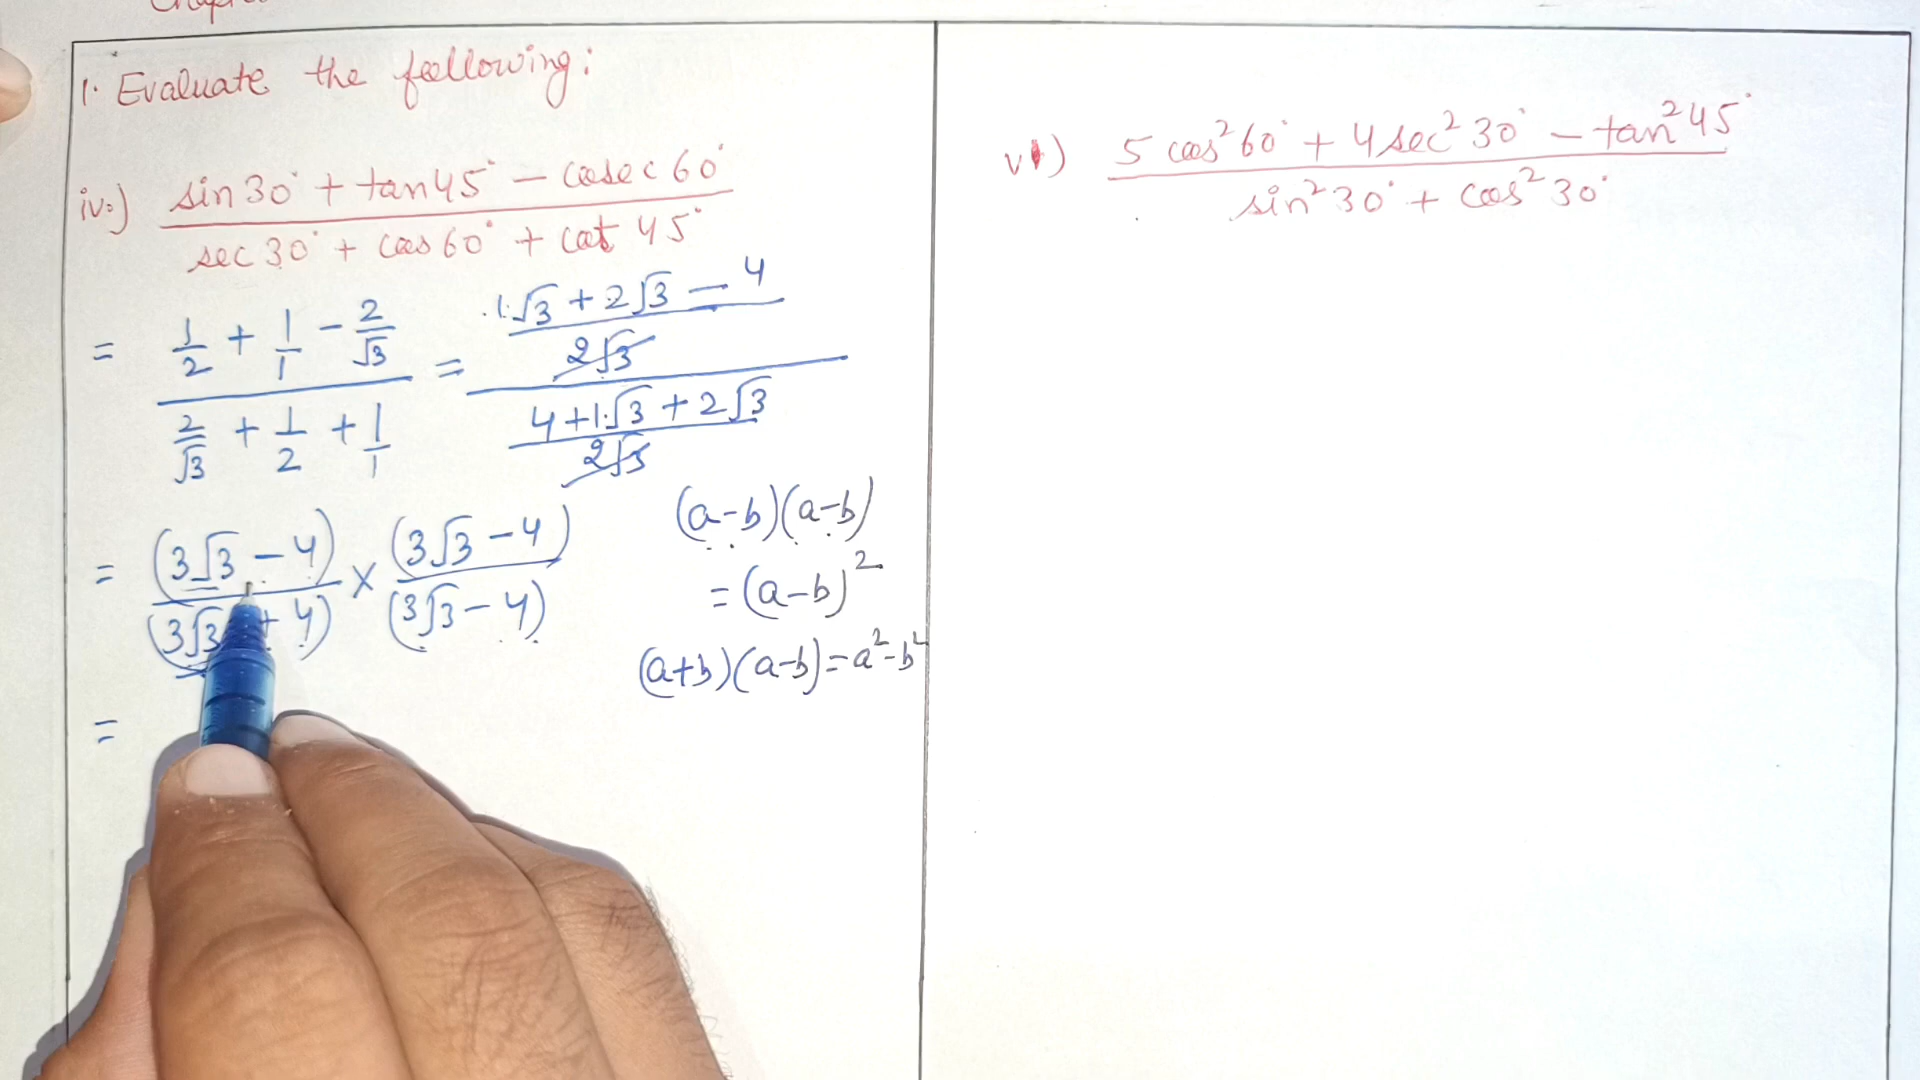 1. Evaluate the following:
iv.) (sin 30° + tan 45° − cosec 60°) / (sec 30° + cos 60° + cot 45°)
= (1/2 + 1/1 − 2/√3) / (2/√3 + 1/2 + 1/1) = ((1·√3 + 2√3 − 4) / 2√3) / ((4 + 1·√3 + 2√3) / 2√3)
= (3√3 − 4) / (3√3 + 4) × (3√3 − 4) / (3√3 − 4)
=
(a−b)(a−b)
= (a−b)²
(a+b)(a−b) = a²−b²
v) (5 cos² 60° + 4 sec² 30° − tan² 45°) / (sin² 30° + cos² 30°)